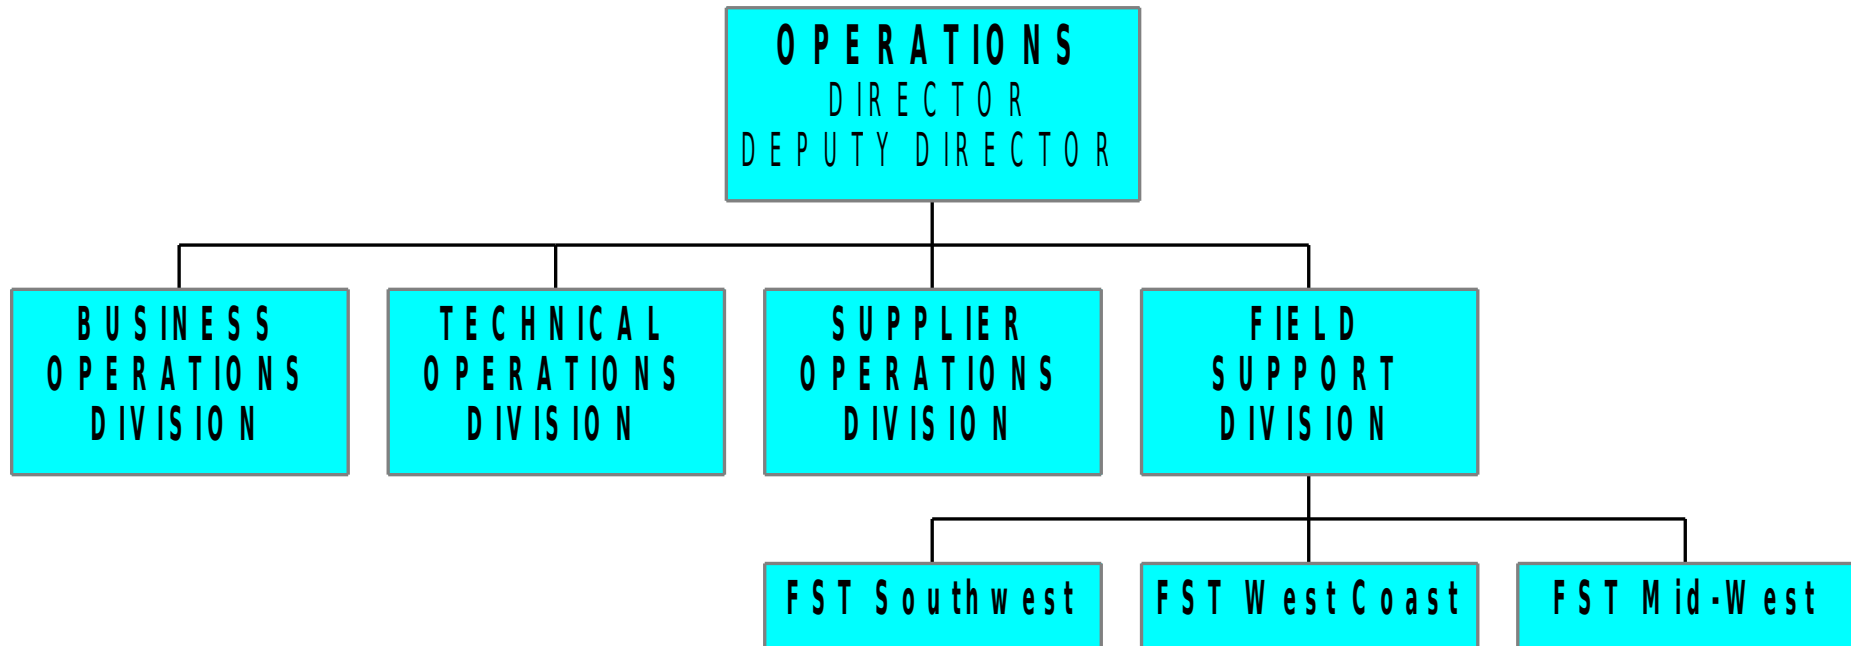 OPERATIONS
DIRECTOR
DEPUTY DIRECTOR
BUSINESS
OPERATIONS
DIVISION
TECHNICAL
OPERATIONS
DIVISION
SUPPLIER
OPERATIONS
DIVISION
FIELD
SUPPORT
DIVISION
FST Southwest
FST West Coast
FST Mid-West